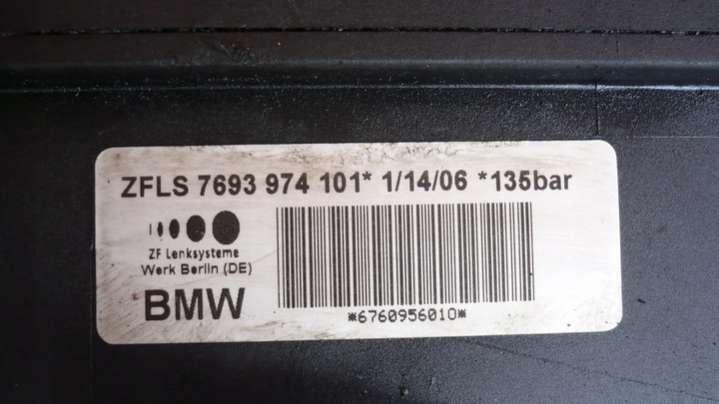 ZFLS 7693 974 101* 1/14/06 *135bar
ZF Lenksysteme
Werk Berlin (DE)
BMW
*6760956010*